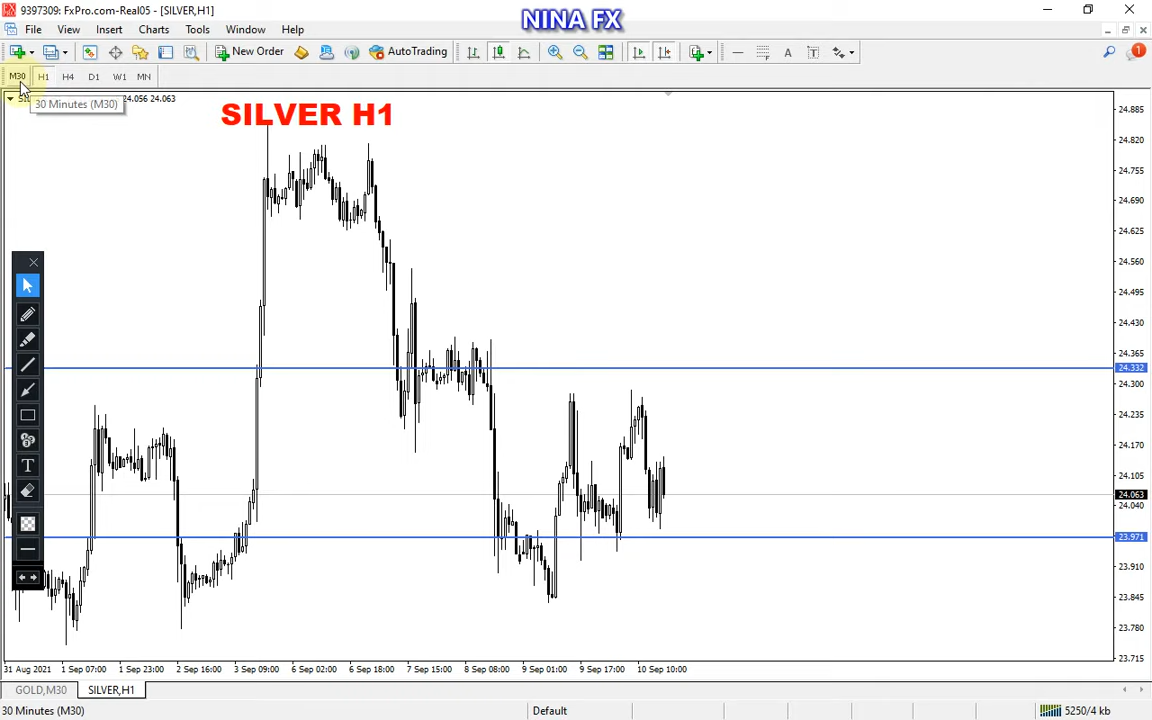 9397309: FxPro.com-Real05 - [SILVER,H1]
NINA FX
File View Insert Charts Tools Window Help
New Order AutoTrading A T 1
M30 H1 H4 D1 W1 MN
24.056 24.063
30 Minutes (M30)
SILVER H1
24.885
24.820
24.755
24.690
24.625
24.560
24.495
24.430
24.365
24.332
24.300
24.235
24.170
24.105
24.063
24.040
23.971
23.910
23.845
23.780
23.715
T
31 Aug 2021 1 Sep 07:00 1 Sep 23:00 2 Sep 16:00 3 Sep 09:00 6 Sep 02:00 6 Sep 18:00 7 Sep 15:00 8 Sep 08:00 9 Sep 01:00 9 Sep 17:00 10 Sep 10:00
GOLD,M30 SILVER,H1
30 Minutes (M30) Default 5250/4 kb